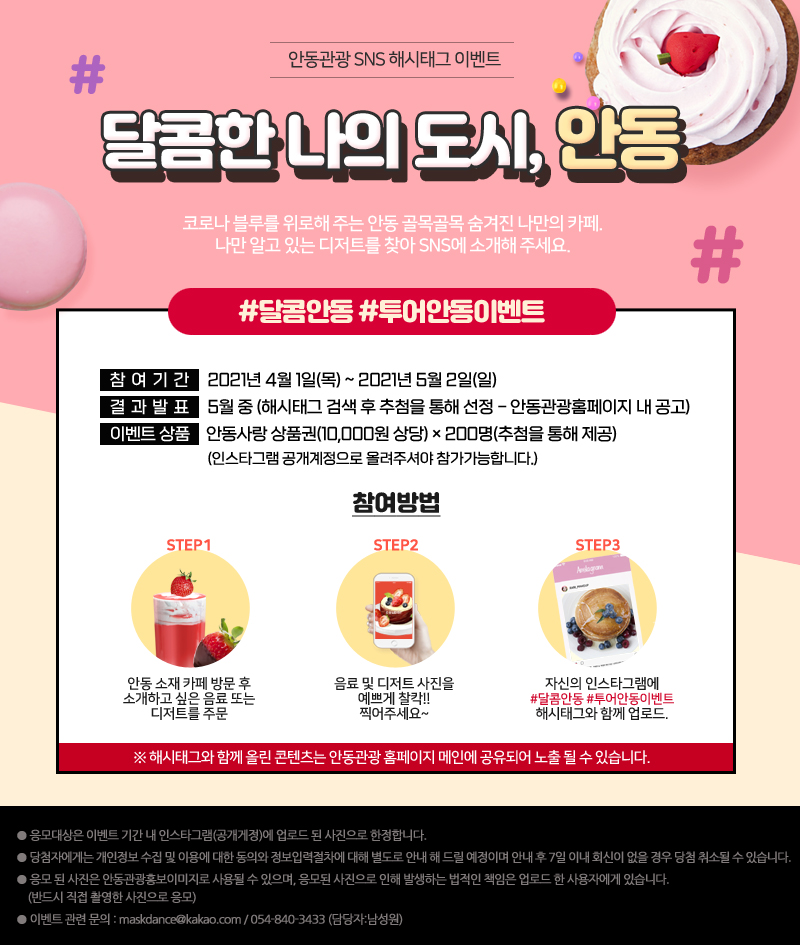 안동관광 SNS 해시태그 이벤트
#
달콤한 나의 도시, 안동
코로나 블루를 위로해 주는 안동 골목골목 숨겨진 나만의 카페.
나만 알고 있는 디저트를 찾아 SNS에 소개해 주세요.
#
#달콤안동 #투어안동이벤트
참 여 기 간 2021년 4월 1일(목) ~ 2021년 5월 2일(일)
결 과 발 표 5월 중 (해시태그 검색 후 추첨을 통해 선정 - 안동관광홈페이지 내 공고)
이벤트 상품 안동사랑 상품권(10,000원 상당) × 200명(추첨을 통해 제공)
(인스타그램 공개계정으로 올려주셔야 참가가능합니다.)
참여방법
STEP1 STEP2 STEP3
안동 소재 카페 방문 후
소개하고 싶은 음료 또는
디저트를 주문
음료 및 디저트 사진을
예쁘게 찰칵!!
찍어주세요~
자신의 인스타그램에
#달콤안동 #투어안동이벤트
해시태그와 함께 업로드.
※ 해시태그와 함께 올린 콘텐츠는 안동관광 홈페이지 메인에 공유되어 노출 될 수 있습니다.
● 응모대상은 이벤트 기간 내 인스타그램(공개게정)에 업로드 된 사진으로 한정합니다.
● 당첨자에게는 개인정보 수집 및 이용에 대한 동의와 정보입력절차에 대해 별도로 안내 해 드릴 예정이며 안내 후 7일 이내 회신이 없을 경우 당첨 취소될 수 있습니다.
● 응모 된 사진은 안동관광홍보이미지로 사용될 수 있으며, 응모된 사진으로 인해 발생하는 법적인 책임은 업로드 한 사용자에게 있습니다.
(반드시 직접 촬영한 사진으로 응모)
● 이벤트 관련 문의 : maskdance@kakao.com / 054-840-3433 (담당자:남성원)